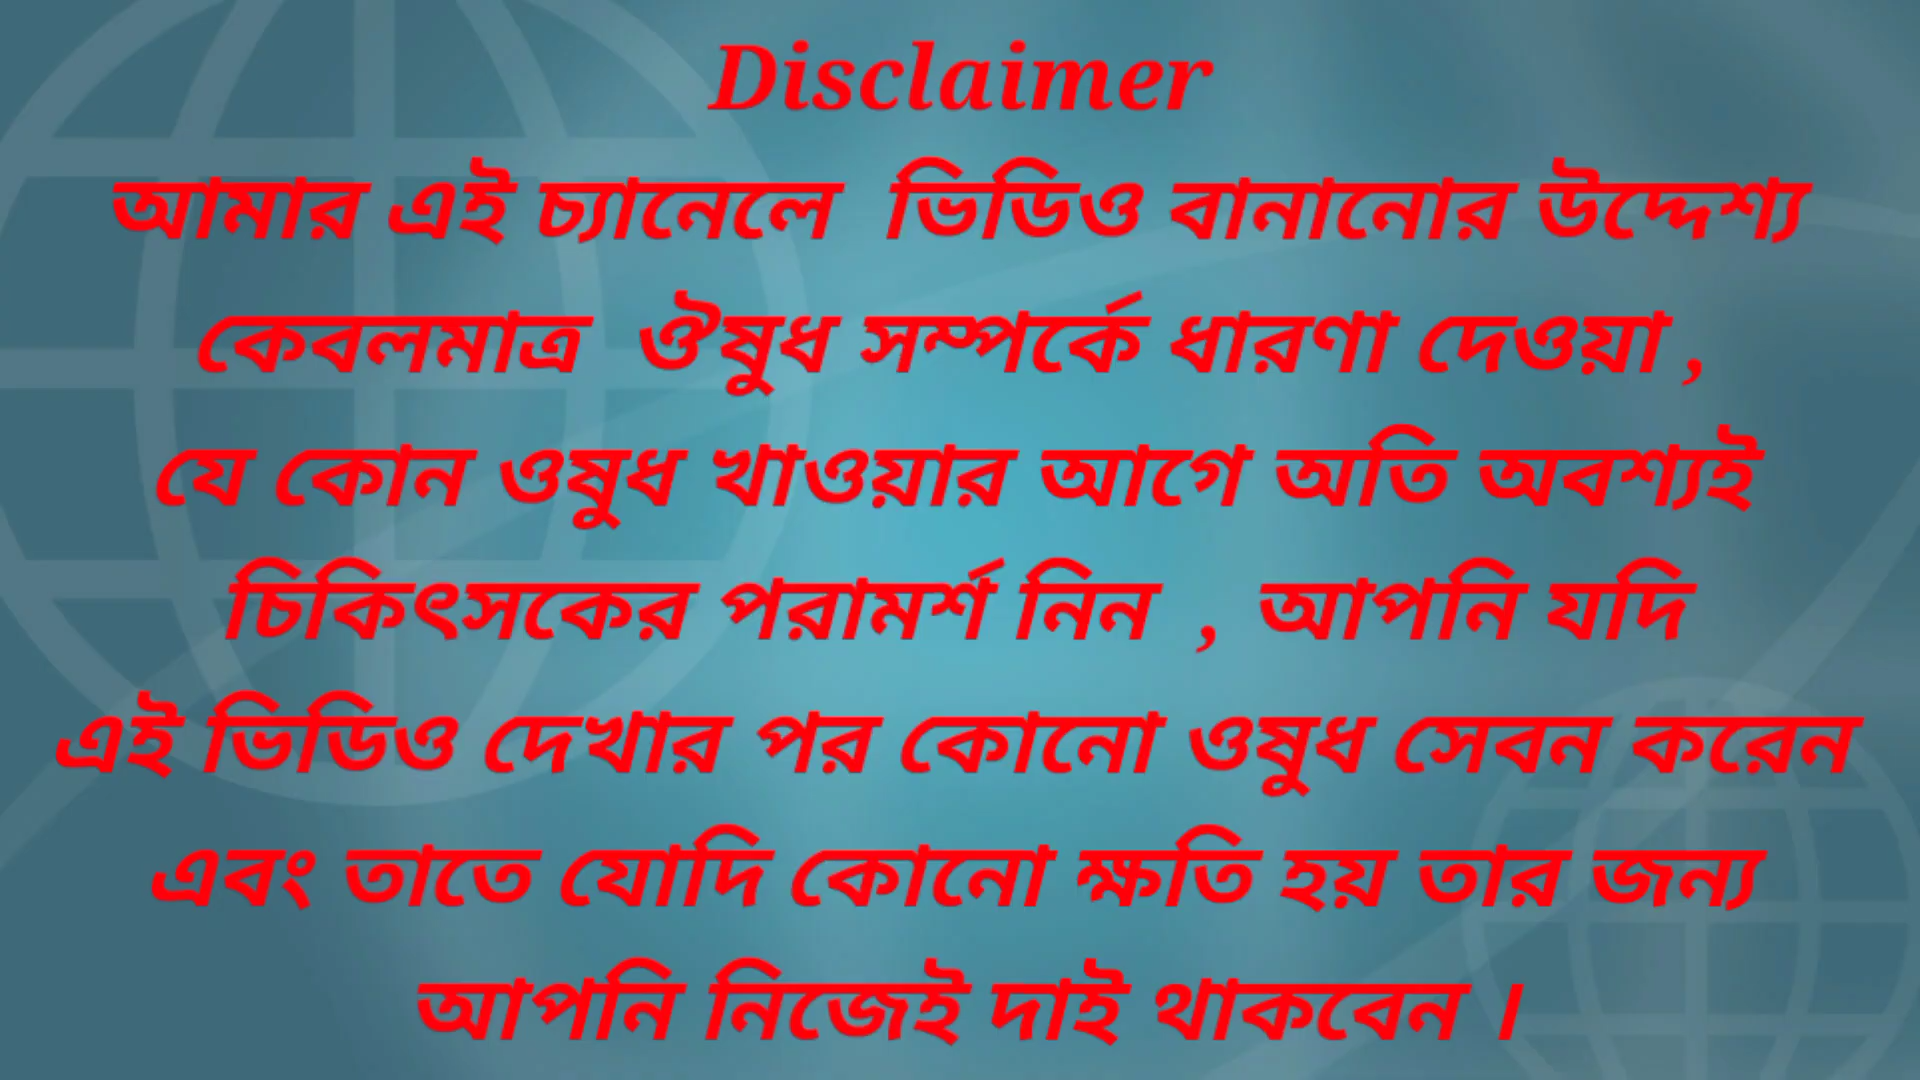 Disclaimer
আমার এই চ্যানেলে ভিডিও বানানোর উদ্দেশ্য
কেবলমাত্র ঔষুধ সম্পর্কে ধারণা দেওয়া ,
যে কোন ওষুধ খাওয়ার আগে অতি অবশ্যই
চিকিৎসকের পরামর্শ নিন , আপনি যদি
এই ভিডিও দেখার পর কোনো ওষুধ সেবন করেন
এবং তাতে যোদি কোনো ক্ষতি হয় তার জন্য
আপনি নিজেই দাই থাকবেন ।